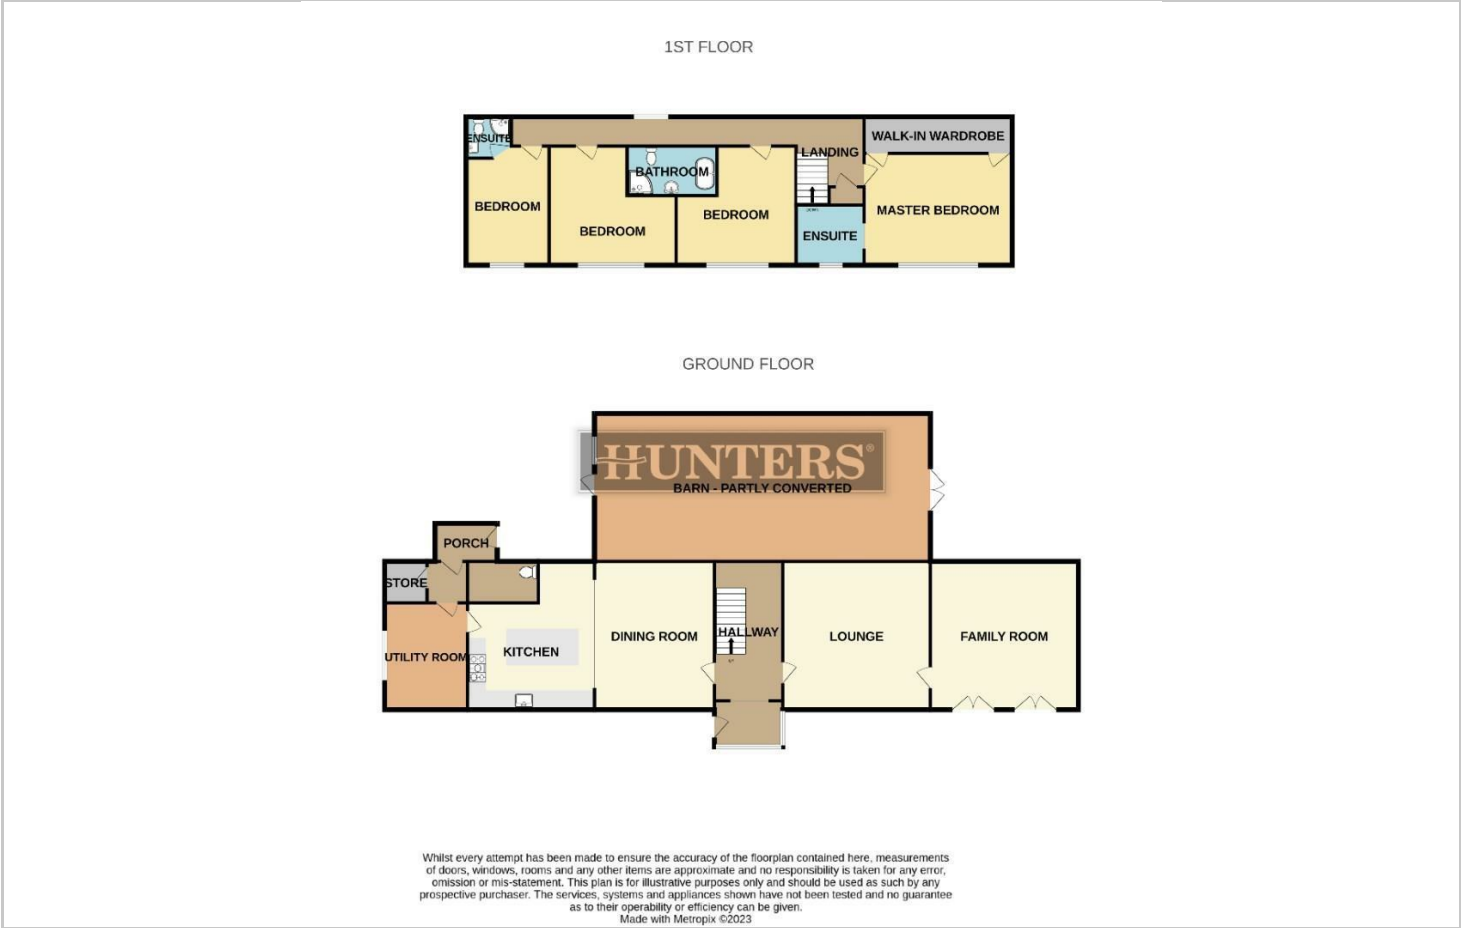 1ST FLOOR
ENSUITE
LANDING
WALK-IN WARDROBE
BATHROOM
BEDROOM
BEDROOM
BEDROOM
ENSUITE
MASTER BEDROOM
GROUND FLOOR
HUNTERS®
BARN - PARTLY CONVERTED
PORCH
STORE
UTILITY ROOM
KITCHEN
DINING ROOM
HALLWAY
LOUNGE
FAMILY ROOM
Whilst every attempt has been made to ensure the accuracy of the floorplan contained here, measurements
of doors, windows, rooms and any other items are approximate and no responsibility is taken for any error,
omission or mis-statement. This plan is for illustrative purposes only and should be used as such by any
prospective purchaser. The services, systems and appliances shown have not been tested and no guarantee
as to their operability or efficiency can be given.
Made with Metropix ©2023